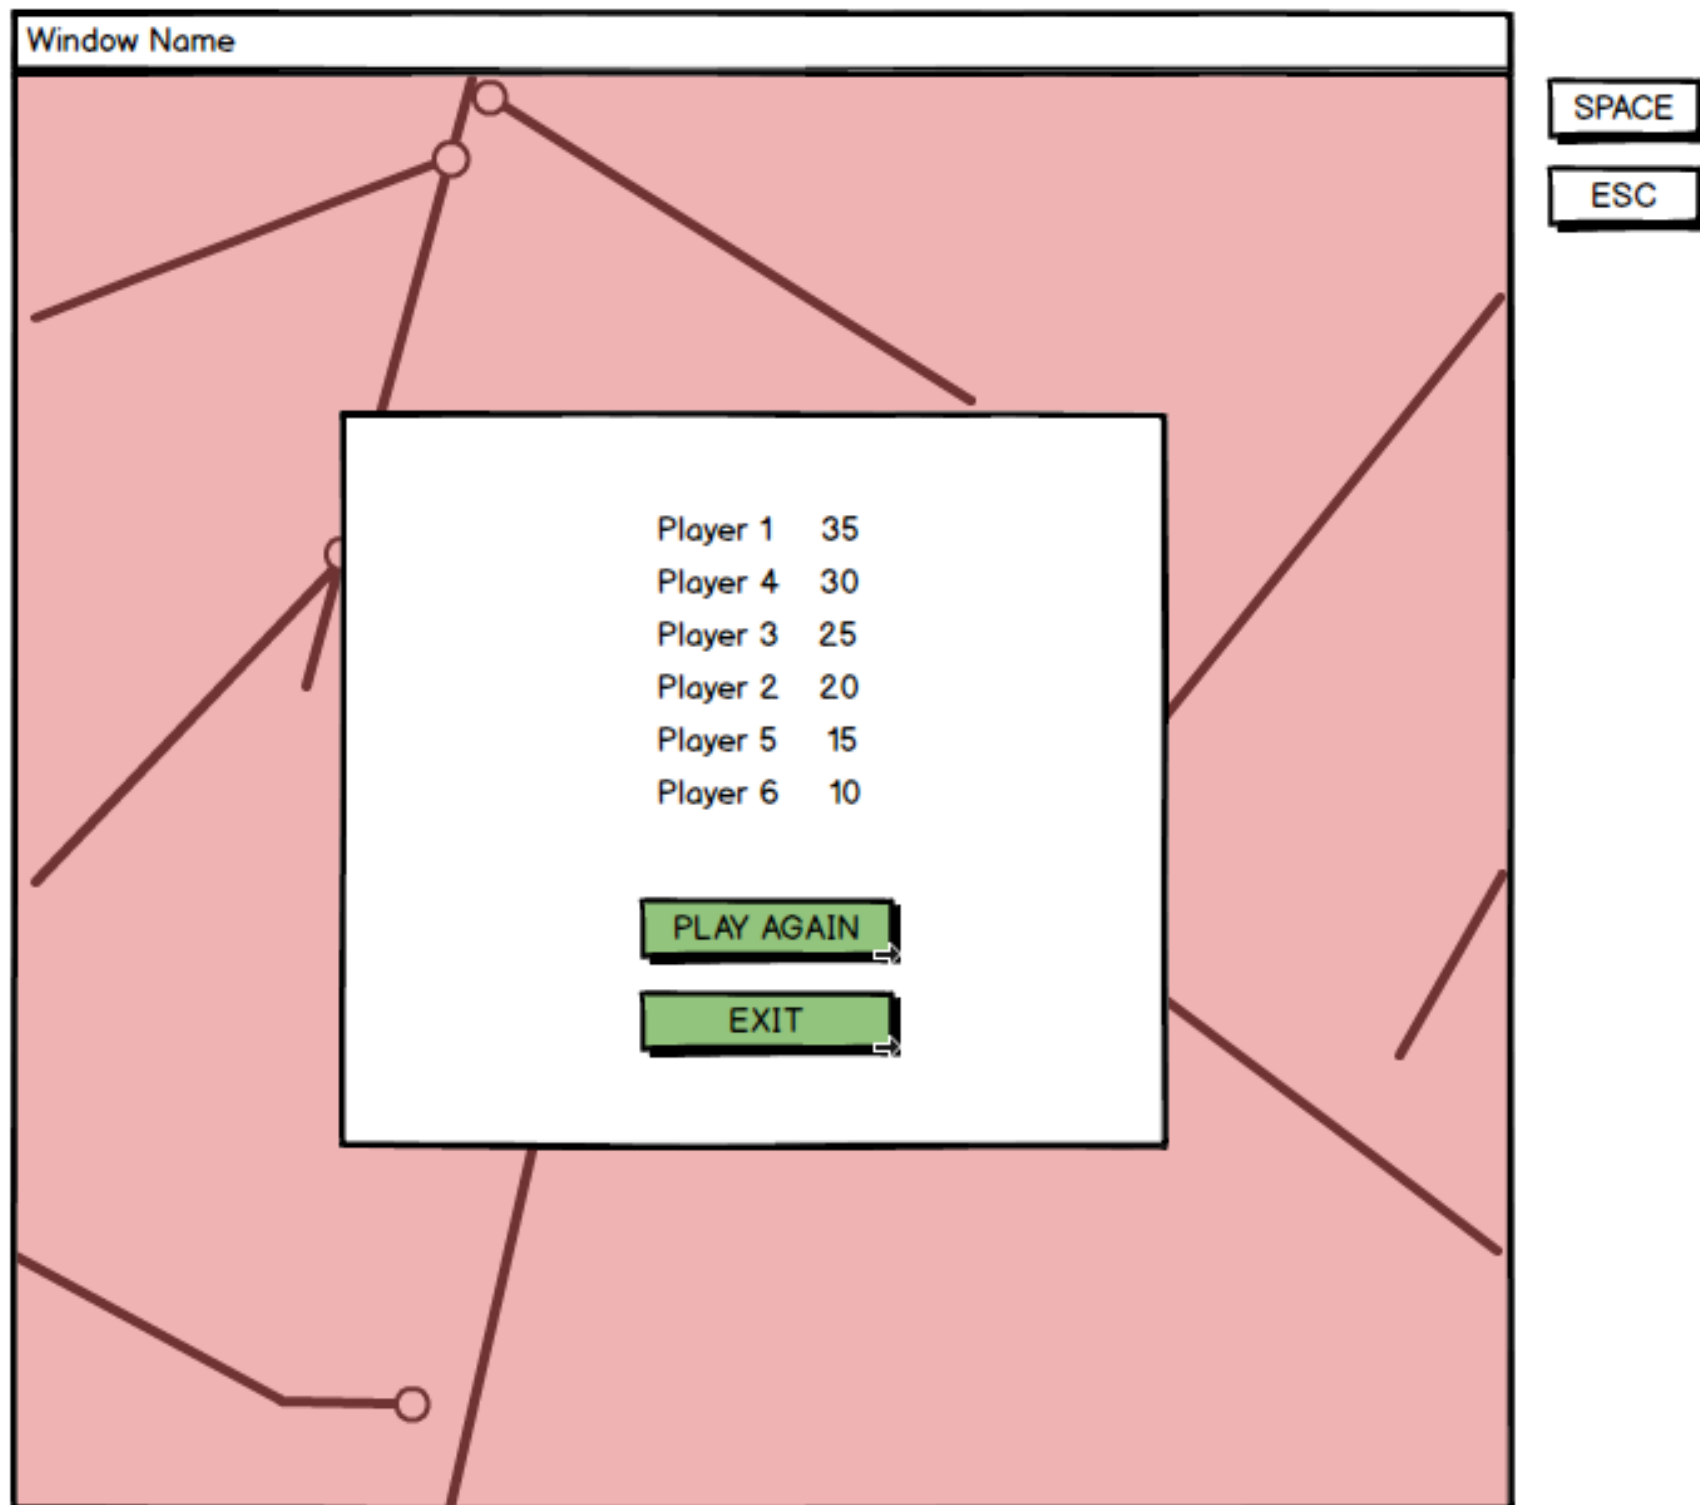 Window Name
SPACE
ESC
Player 1 35
Player 4 30
Player 3 25
Player 2 20
Player 5 15
Player 6 10
PLAY AGAIN
EXIT